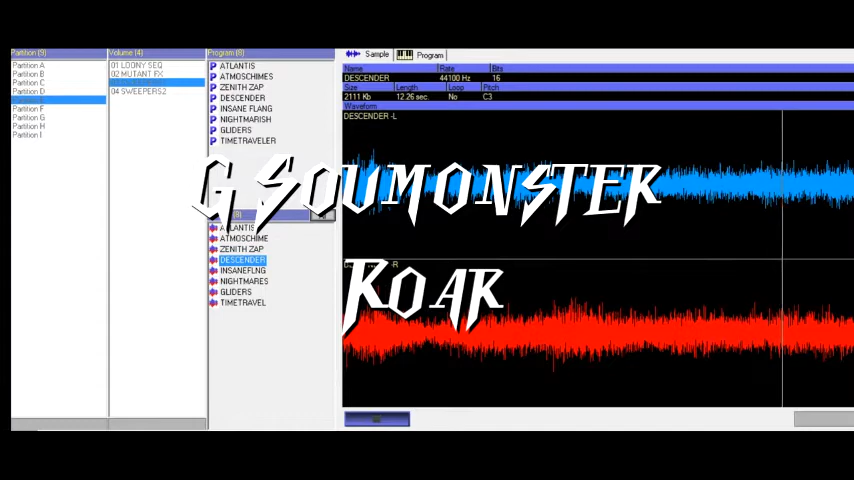 Partition (9)
Partition A
Partition B
Partition C
Partition D
Partition F
Partition G
Partition H
Partition I
Volume (4)
01 LOONY SEQ
02 MUTANT FX
04 SWEEPERS2
Program (8)
ATLANTIS
ATMOSCHIMES
ZENITH ZAP
DESCENDER
INSANE FLANG
NIGHTMARISH
GLIDERS
TIMETRAVELER
(8)
ATLANTIS
ATMOSCHIME
ZENITH ZAP
DESCENDER
INSANEFLNG
NIGHTMARES
GLIDERS
TIMETRAVEL
Sample Program
Name Rate Bits
DESCENDER 44100 Hz 16
Size Length Loop Pitch
2111 Kb 12.26 sec. No C3
Waveform
DESCENDER -L
G SOUMONSTER
ROAR